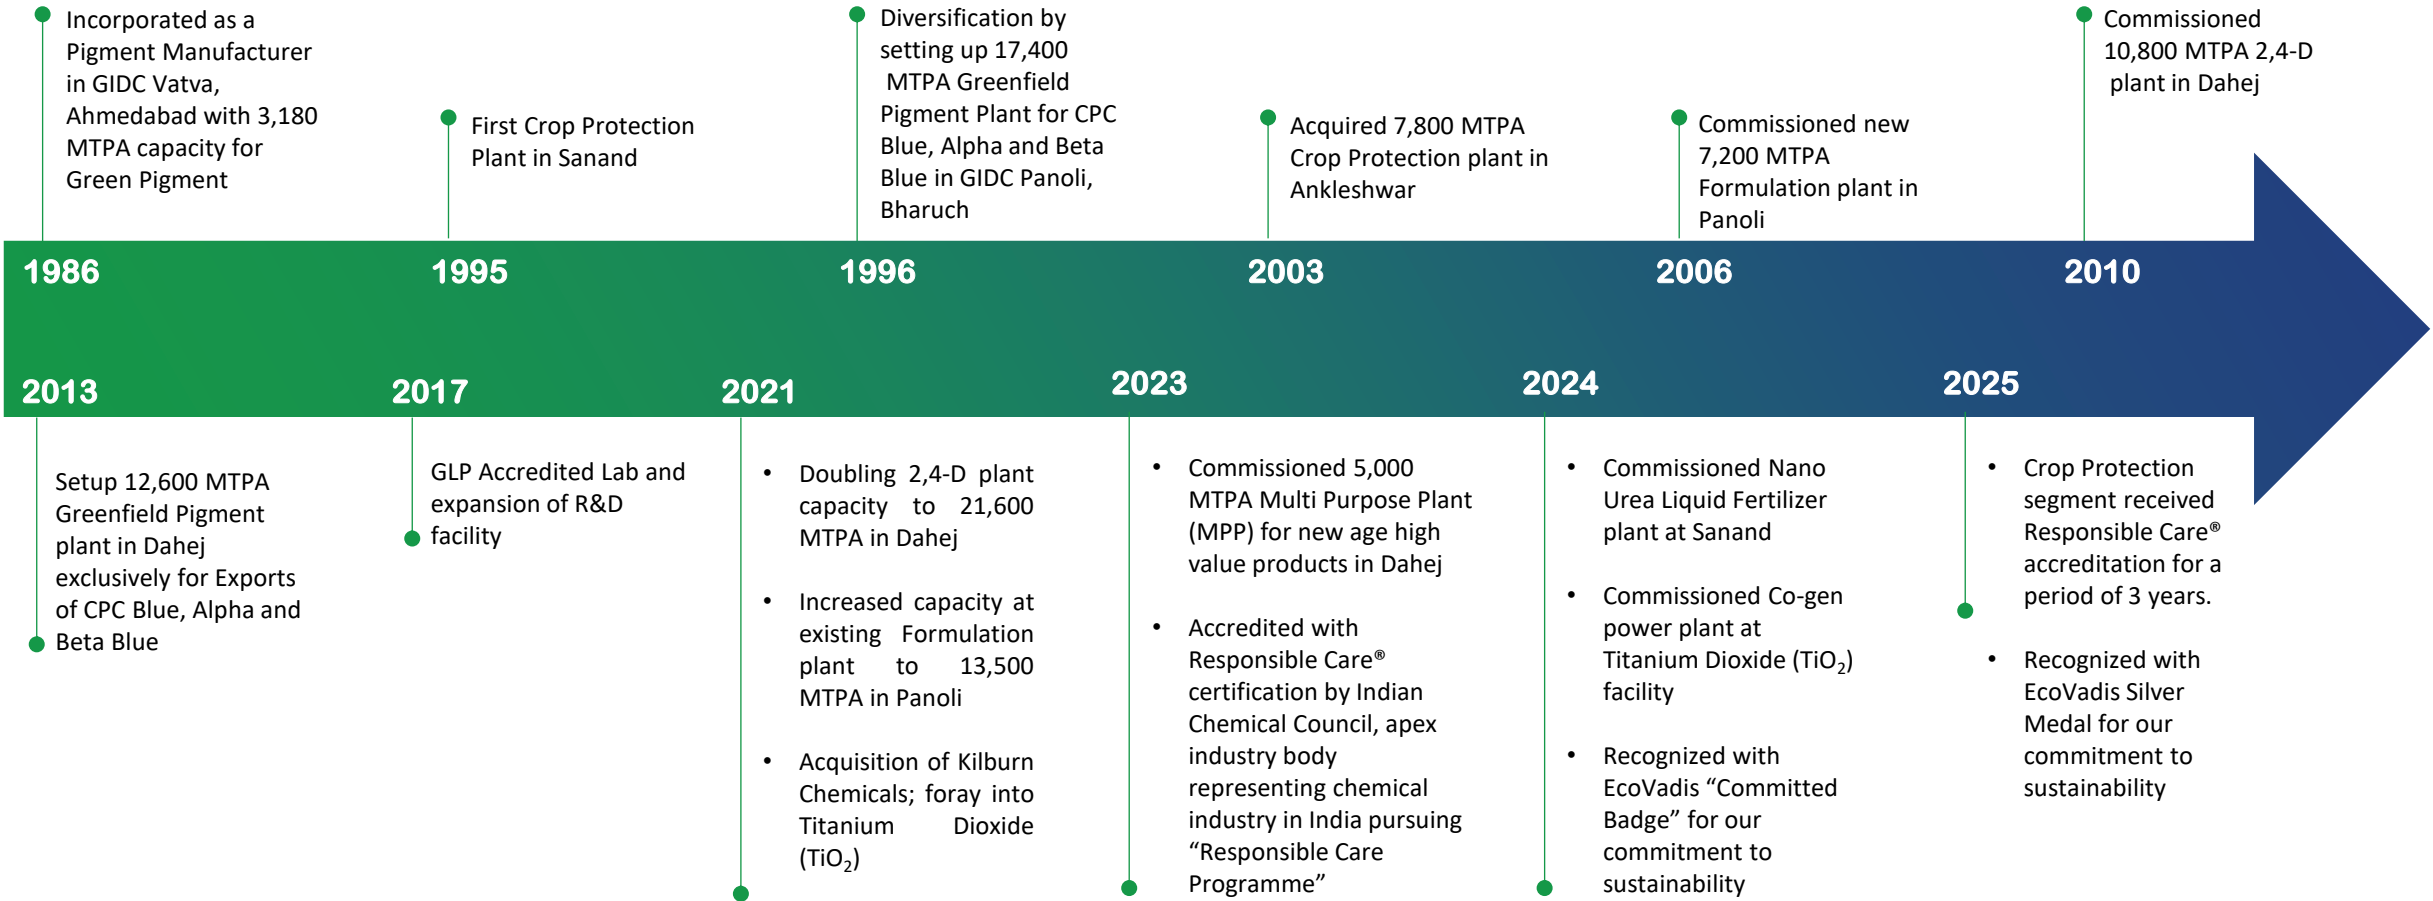 Incorporated as a
Pigment Manufacturer
in GIDC Vatva,
Ahmedabad with 3,180
MTPA capacity for
Green Pigment
1986
First Crop Protection
Plant in Sanand
1995
Diversification by
setting up 17,400
MTPA Greenfield
Pigment Plant for CPC
Blue, Alpha and Beta
Blue in GIDC Panoli,
Bharuch
1996
Acquired 7,800 MTPA
Crop Protection plant in
Ankleshwar
2003
Commissioned new
7,200 MTPA
Formulation plant in
Panoli
2006
Commissioned
10,800 MTPA 2,4-D
plant in Dahej
2010
2013
Setup 12,600 MTPA
Greenfield Pigment
plant in Dahej
exclusively for Exports
of CPC Blue, Alpha and
Beta Blue
2017
GLP Accredited Lab and
expansion of R&D
facility
2021
• Doubling 2,4-D plant
capacity to 21,600
MTPA in Dahej
• Increased capacity at
existing Formulation
plant to 13,500
MTPA in Panoli
• Acquisition of Kilburn
Chemicals; foray into
Titanium Dioxide
(TiO₂)
2023
• Commissioned 5,000
MTPA Multi Purpose Plant
(MPP) for new age high
value products in Dahej
• Accredited with
Responsible Care®
certification by Indian
Chemical Council, apex
industry body
representing chemical
industry in India pursuing
“Responsible Care
Programme”
2024
• Commissioned Nano
Urea Liquid Fertilizer
plant at Sanand
• Commissioned Co-gen
power plant at
Titanium Dioxide (TiO₂)
facility
• Recognized with
EcoVadis “Committed
Badge” for our
commitment to
sustainability
2025
• Crop Protection
segment received
Responsible Care®
accreditation for a
period of 3 years.
• Recognized with
EcoVadis Silver
Medal for our
commitment to
sustainability